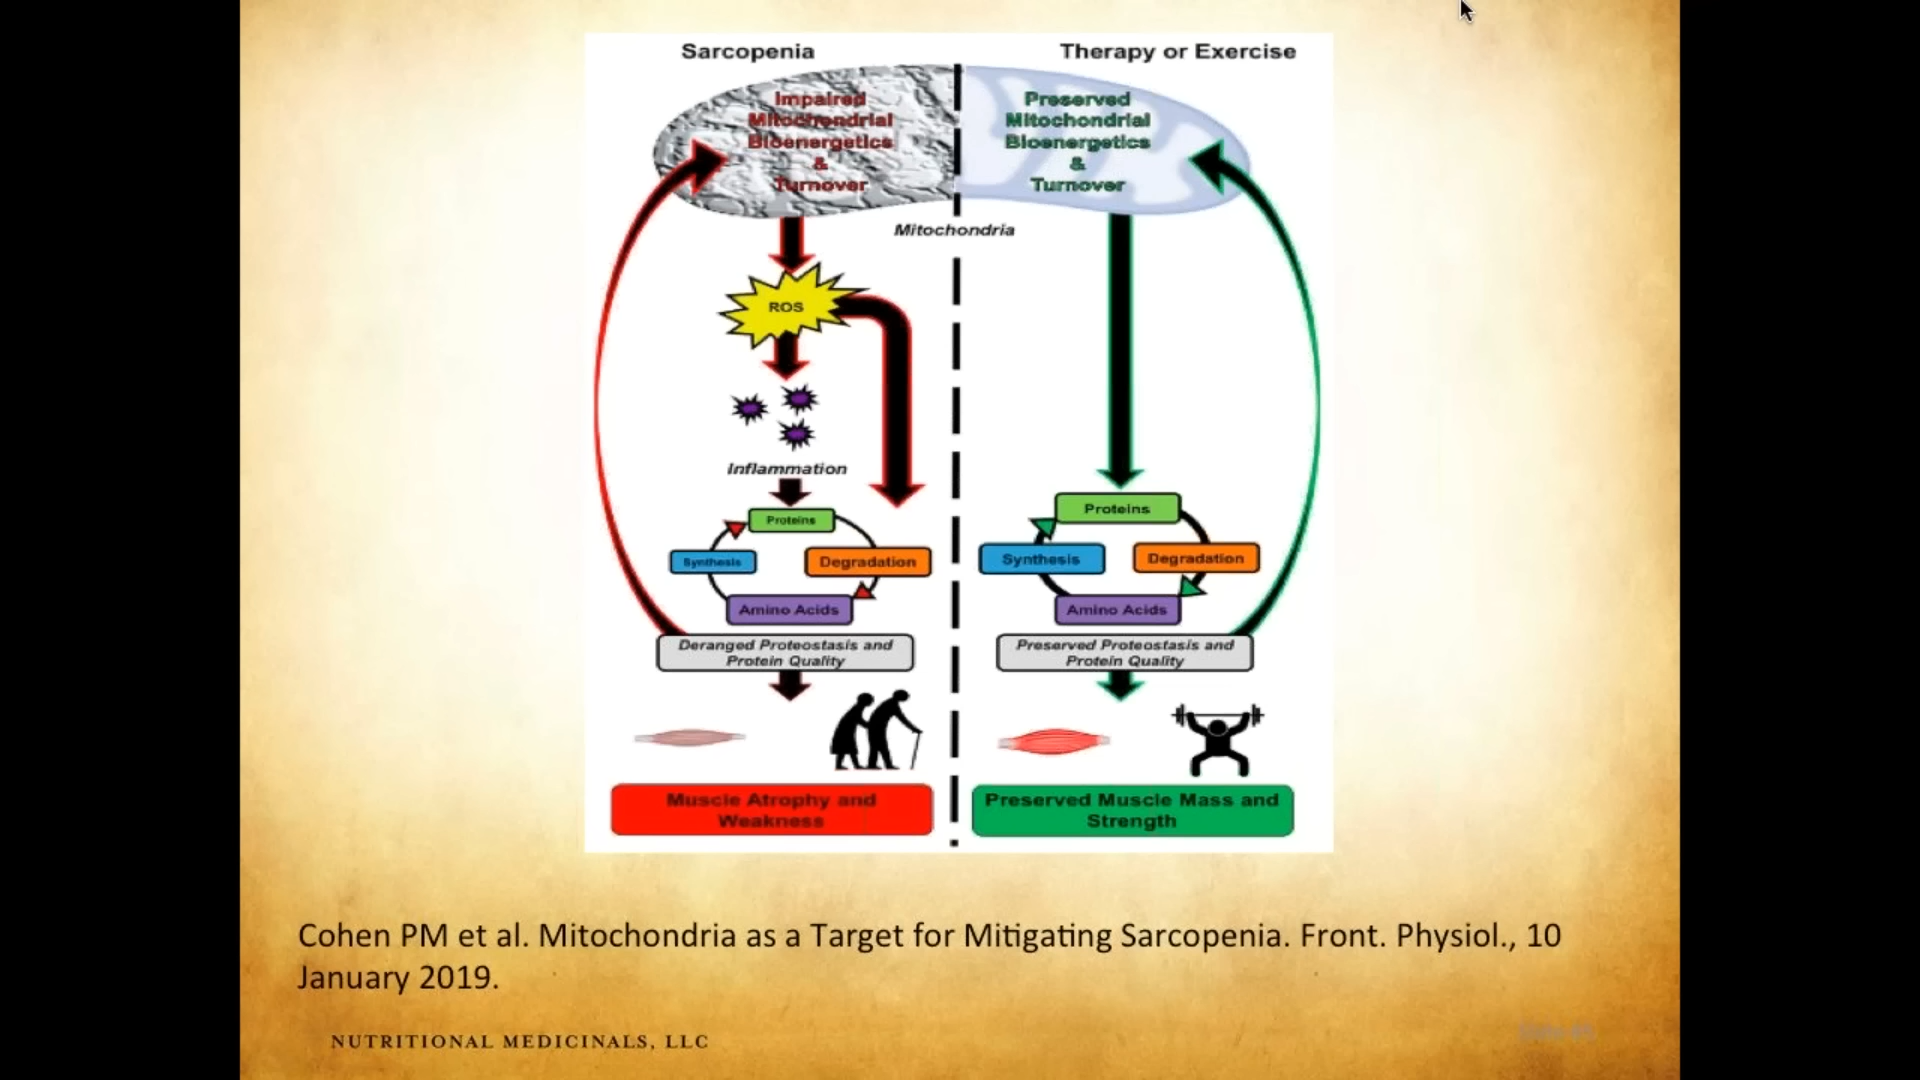 Sarcopenia
Therapy or Exercise
Impaired
Mitochondrial
Bioenergetics
&
Turnover
Preserved
Mitochondrial
Bioenergetics
&
Turnover
Mitochondria
ROS
Inflammation
Proteins
Synthesis
Degradation
Amino Acids
Deranged Proteostasis and
Protein Quality
Proteins
Synthesis
Degradation
Amino Acids
Preserved Proteostasis and
Protein Quality
Muscle Atrophy and
Weakness
Preserved Muscle Mass and
Strength
Cohen PM et al. Mitochondria as a Target for Mitigating Sarcopenia. Front. Physiol., 10
January 2019.
NUTRITIONAL MEDICINALS, LLC